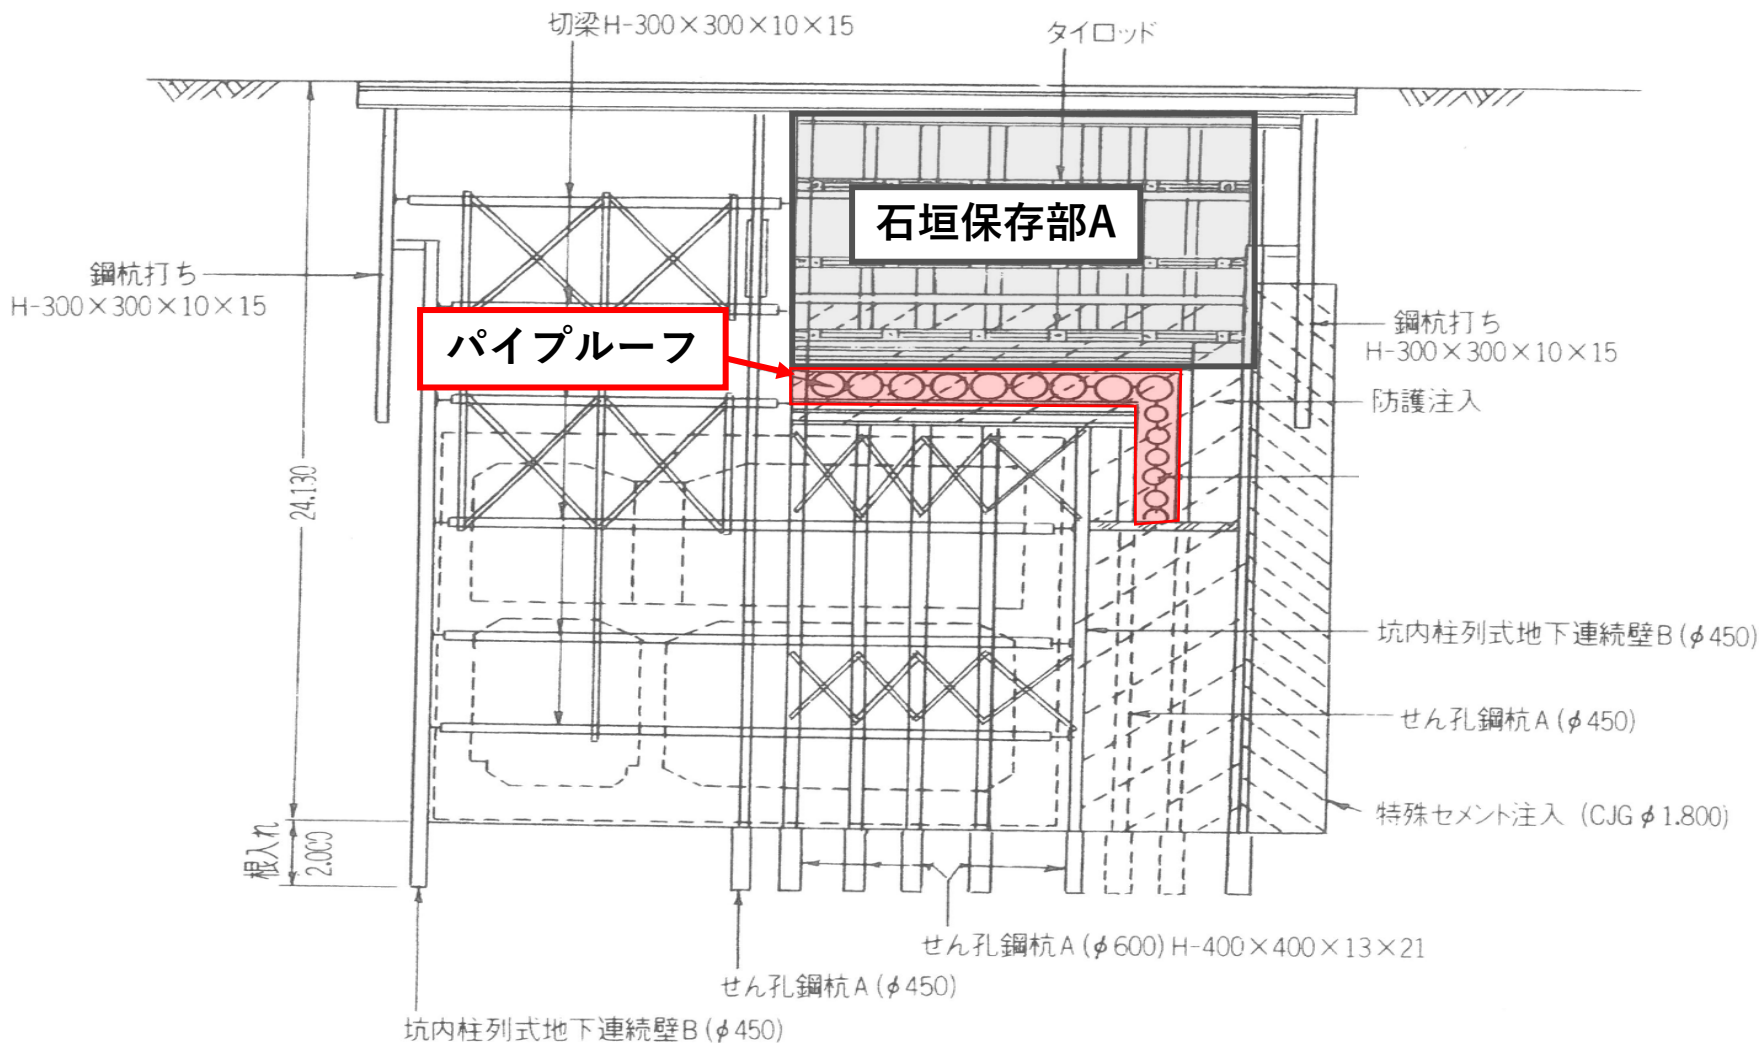 切梁H-300×300×10×15
タイロッド
石垣保存部A
鋼杭打ち
H-300×300×10×15
パイプルーフ
鋼杭打ち
H-300×300×10×15
防護注入
24.130
坑内柱列式地下連続壁B(φ450)
せん孔鋼杭A(φ450)
特殊セメント注入 (CJG φ1.800)
根入れ
2.000
せん孔鋼杭A(φ600)H-400×400×13×21
せん孔鋼杭A(φ450)
坑内柱列式地下連続壁B(φ450)